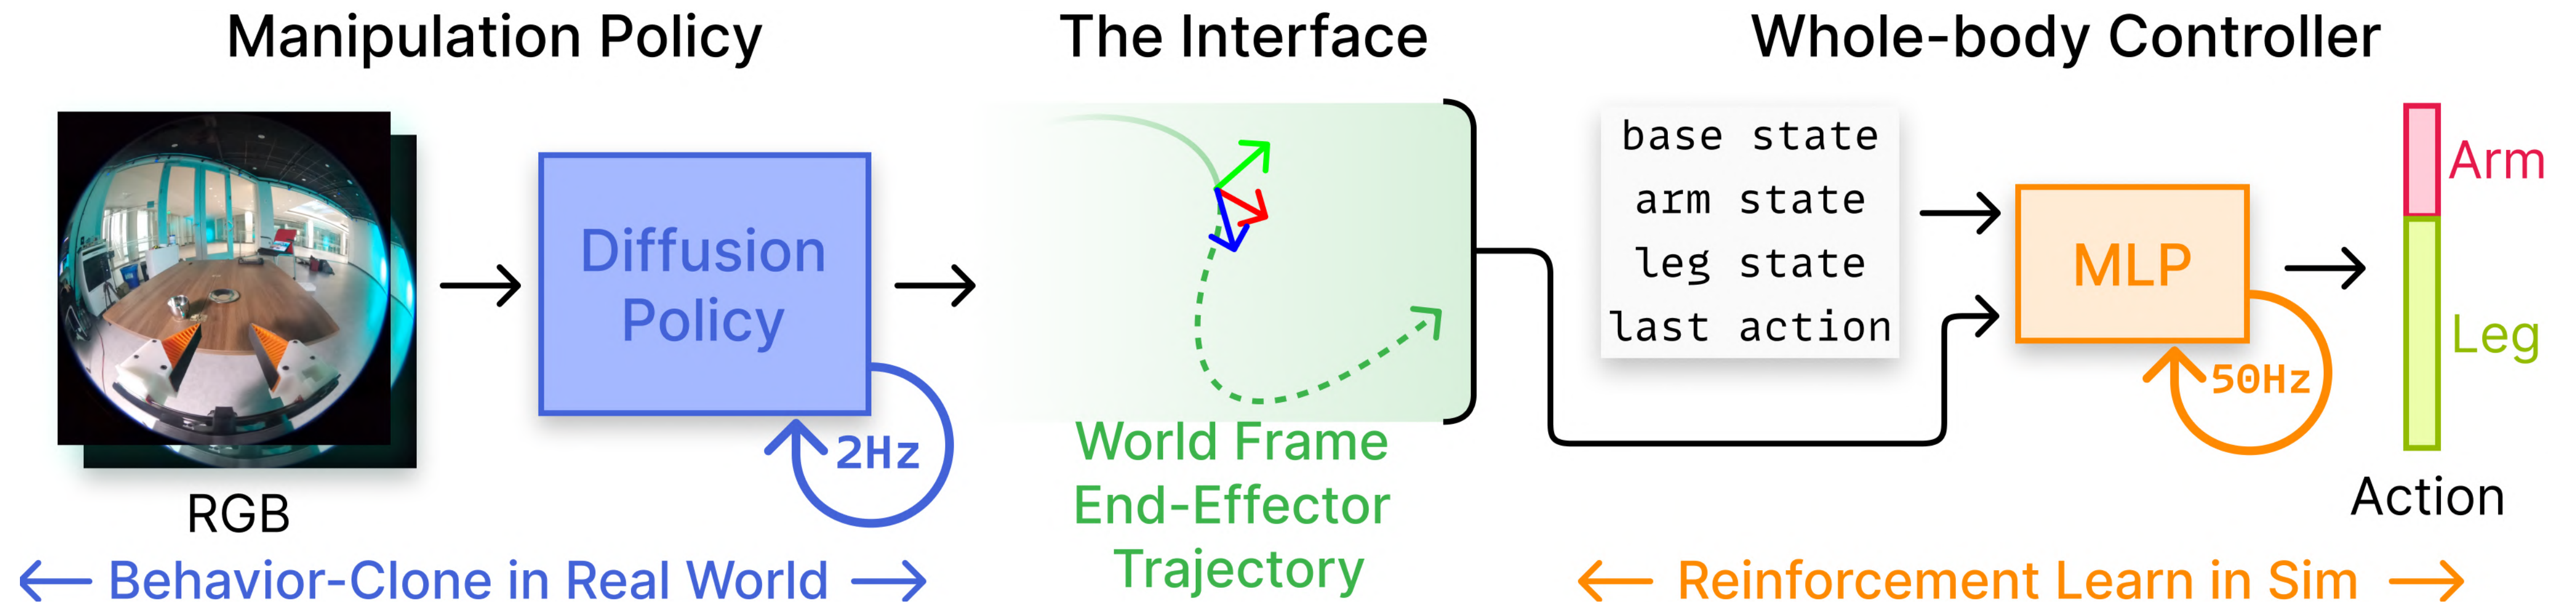 Manipulation Policy
The Interface
Whole-body Controller
RGB
Diffusion
Policy
2Hz
Behavior-Clone in Real World
World Frame
End-Effector
Trajectory
base state
arm state
leg state
last action
MLP
50Hz
Arm
Leg
Action
Reinforcement Learn in Sim